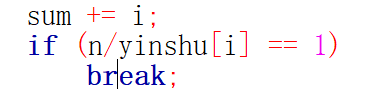 sum += i;
if (n/yinshu[i] == 1)
break;